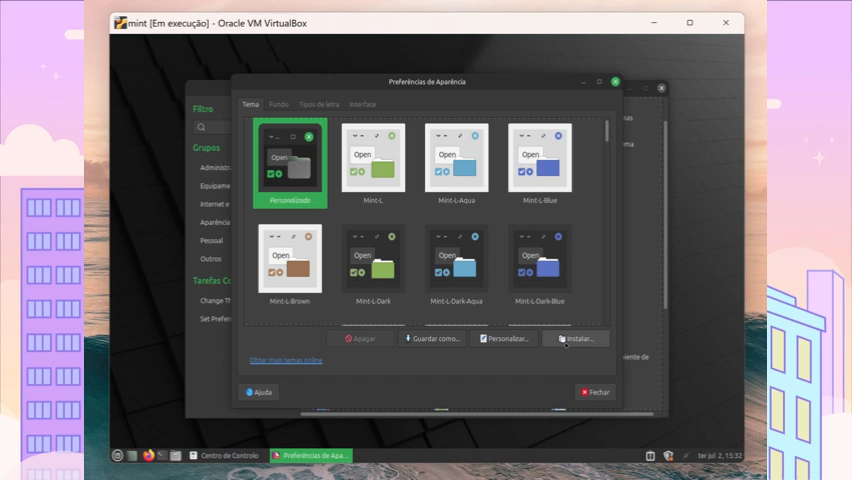 mint [Em execução] - Oracle VM VirtualBox
Preferências de Aparência
Tema Fundo Tipos de letra Interface
Filtro
Grupos
Administ
Equipame
Internet e
Aparência
Pessoal
Outros
Tarefas Co
Change Th
Set Prefer
Open Open Open Open
Personalizado Mint-L Mint-L-Aqua Mint-L-Blue
Open Open Open Open
Mint-L-Brown Mint-L-Dark Mint-L-Dark-Aqua Mint-L-Dark-Blue
Apagar Guardar como... Personalizar... Instalar...
Obter mais temas online
biente de
Ajuda Fechar
Centro de Controlo Preferências de Apa... ter jul 2, 15:32